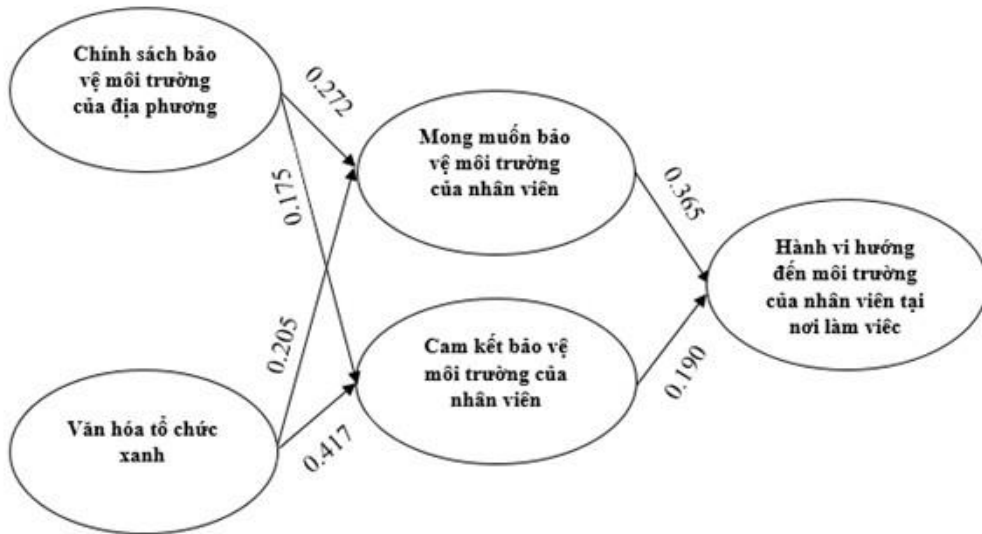 Chính sách bảo
vệ môi trường
của địa phương
0.272
0.175
Mong muốn bảo
vệ môi trường
của nhân viên
0.365
Hành vi hướng
đến môi trường
của nhân viên tại
nơi làm viêc
0.205
Văn hóa tổ chức
xanh
0.417
Cam kết bảo vệ
môi trường của
nhân viên
0.190